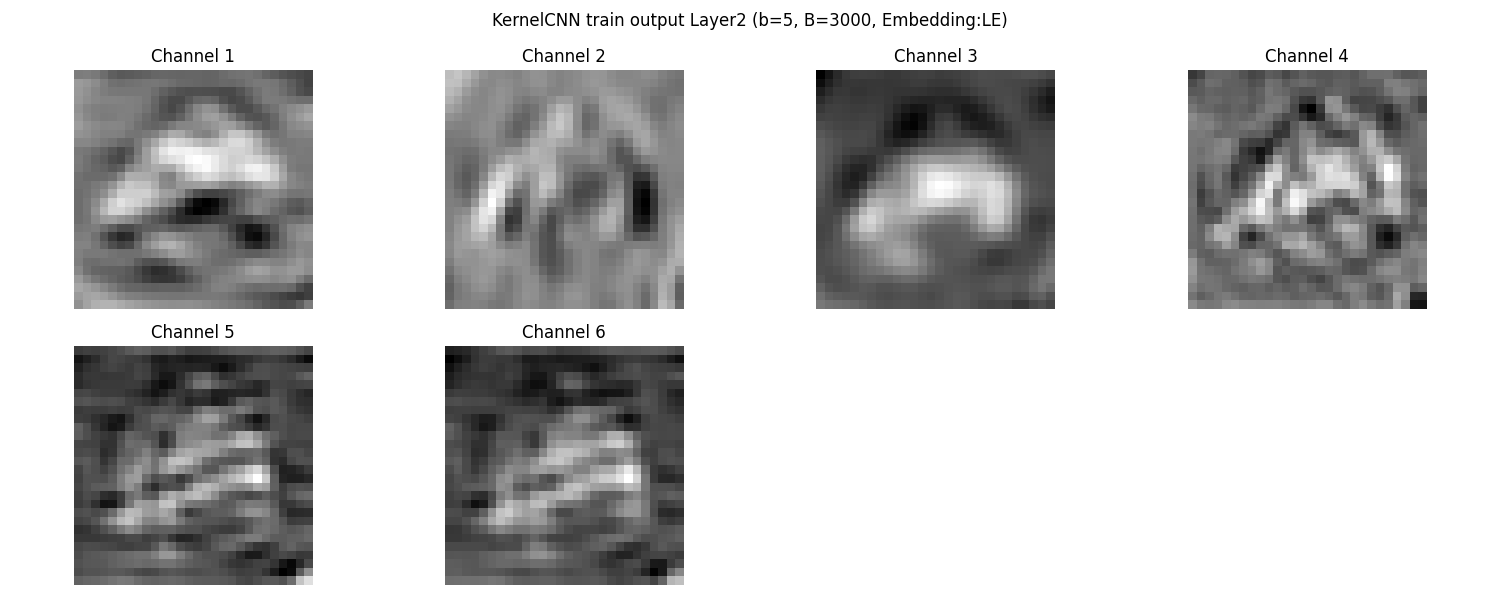 KernelCNN train output Layer2 (b=5, B=3000, Embedding:LE)
Channel 1
Channel 2
Channel 3
Channel 4
Channel 5
Channel 6